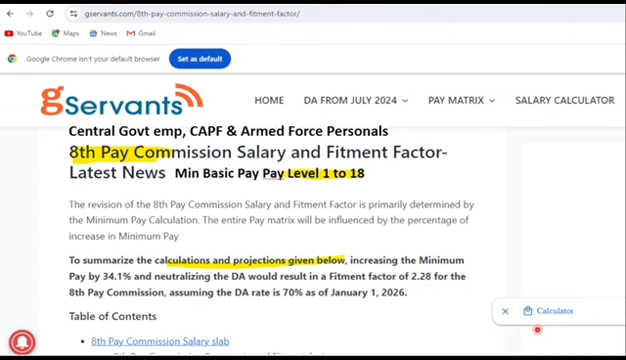 gservants.com/8th-pay-commission-salary-and-fitment-factor/
YouTube Maps News Gmail
Google Chrome isn't your default browser Set as default
gServants HOME DA FROM JULY 2024 PAY MATRIX SALARY CALCULATOR
Central Govt emp, CAPF & Armed Force Personals
8th Pay Commission Salary and Fitment Factor-
Latest News Min Basic Pay Pay Level 1 to 18
The revision of the 8th Pay Commission Salary and Fitment Factor is primarily determined by
the Minimum Pay Calculation. The entire Pay matrix will be influenced by the percentage of
increase in Minimum Pay
To summarize the calculations and projections given below, increasing the Minimum
Pay by 34.1% and neutralizing the DA would result in a Fitment factor of 2.28 for the
8th Pay Commission, assuming the DA rate is 70% as of January 1, 2026.
Calculator
Table of Contents
8th Pay Commission Salary slab